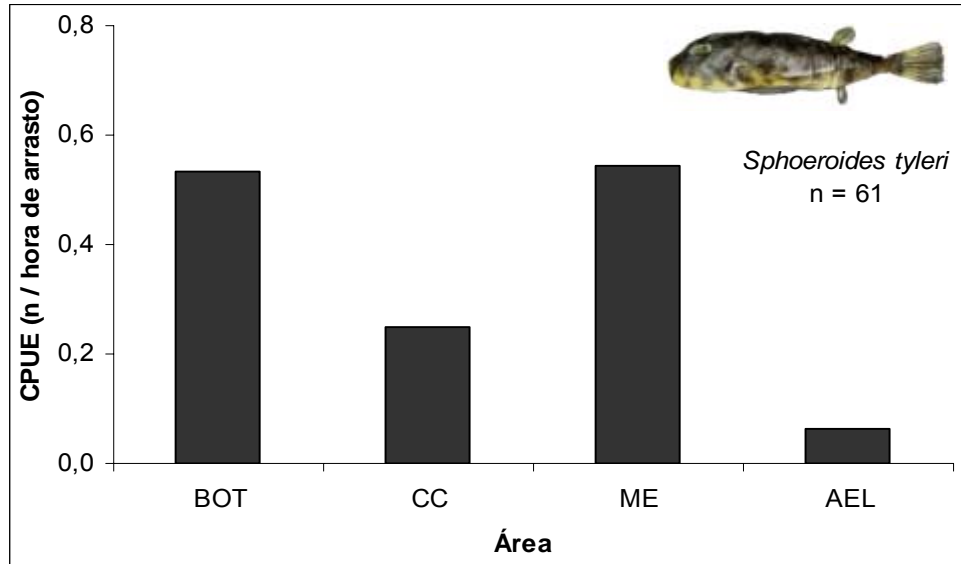 CPUE (n / hora de arrasto)
0,8
0,6
0,4
0,2
0,0
Sphoeroides tyleri
n = 61
BOT CC ME AEL
Área